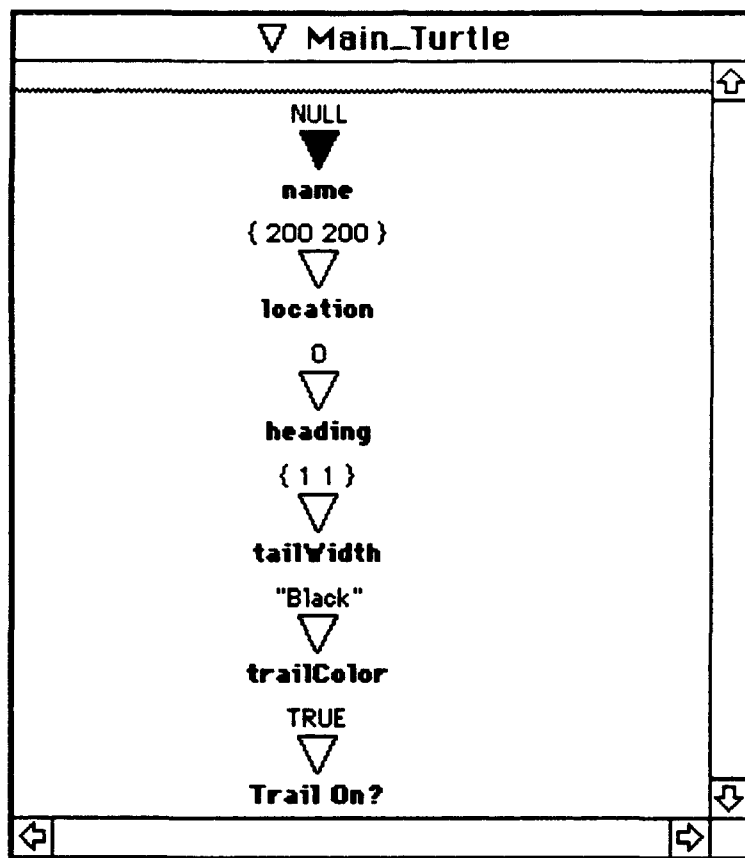 Main_Turtle
NULL
name
{ 200 200 }
location
0
heading
{ 1 1 }
tailWidth
"Black"
trailColor
TRUE
Trail On?